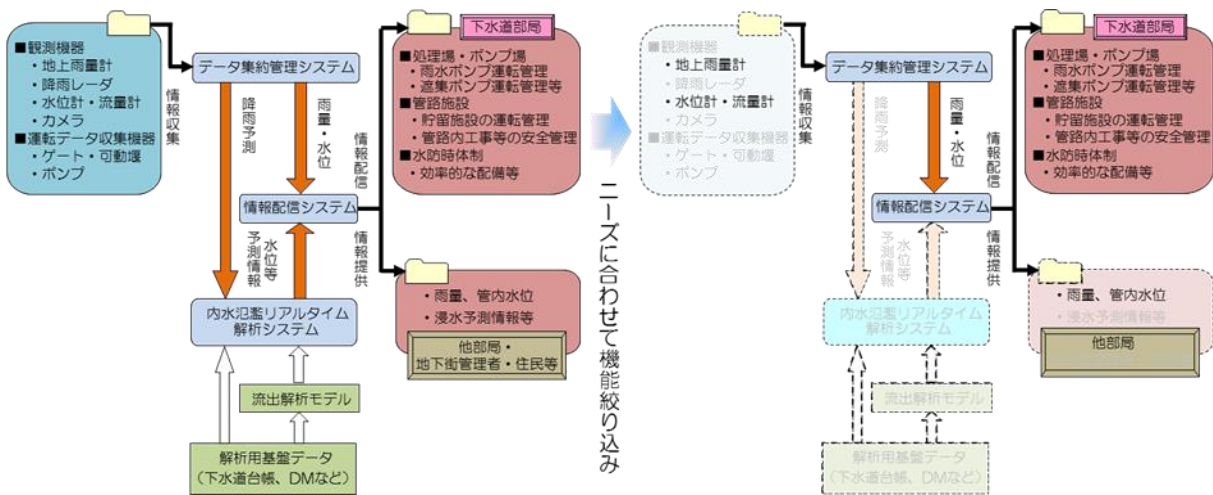 ■観測機器
・地上雨量計
・降雨レーダ
・水位計・流量計
・カメラ
■運転データ収集機器
・ゲート・可動堰
・ポンプ
情報収集
データ集約管理システム
降雨予測
雨量・水位
情報配信
情報配信システム
水位等
予測情報
情報提供
内水氾濫リアルタイム
解析システム
流出解析モデル
解析用基盤データ
(下水道台帳、DMなど)
下水道部局
■処理場・ポンプ場
・雨水ポンプ運転管理
・遮集ポンプ運転管理等
■管路施設
・貯留施設の運転管理
・管路内工事等の安全管理
■水防時体制
・効率的な配備等
・雨量、管内水位
・浸水予測情報等
他部局・
地下街管理者・住民等
ニーズに合わせて機能絞り込み
■観測機器
・地上雨量計
・降雨レーダ
・水位計・流量計
・カメラ
■運転データ収集機器
・ゲート・可動堰
・ポンプ
情報収集
データ集約管理システム
降雨予測
雨量・水位
情報配信
情報配信システム
水位等
予測情報
情報提供
内水氾濫リアルタイム
解析システム
流出解析モデル
解析用基盤データ
(下水道台帳、DMなど)
下水道部局
■処理場・ポンプ場
・雨水ポンプ運転管理
・遮集ポンプ運転管理等
■管路施設
・貯留施設の運転管理
・管路内工事等の安全管理
■水防時体制
・効率的な配備等
・雨量、管内水位
・浸水予測情報等
他部局